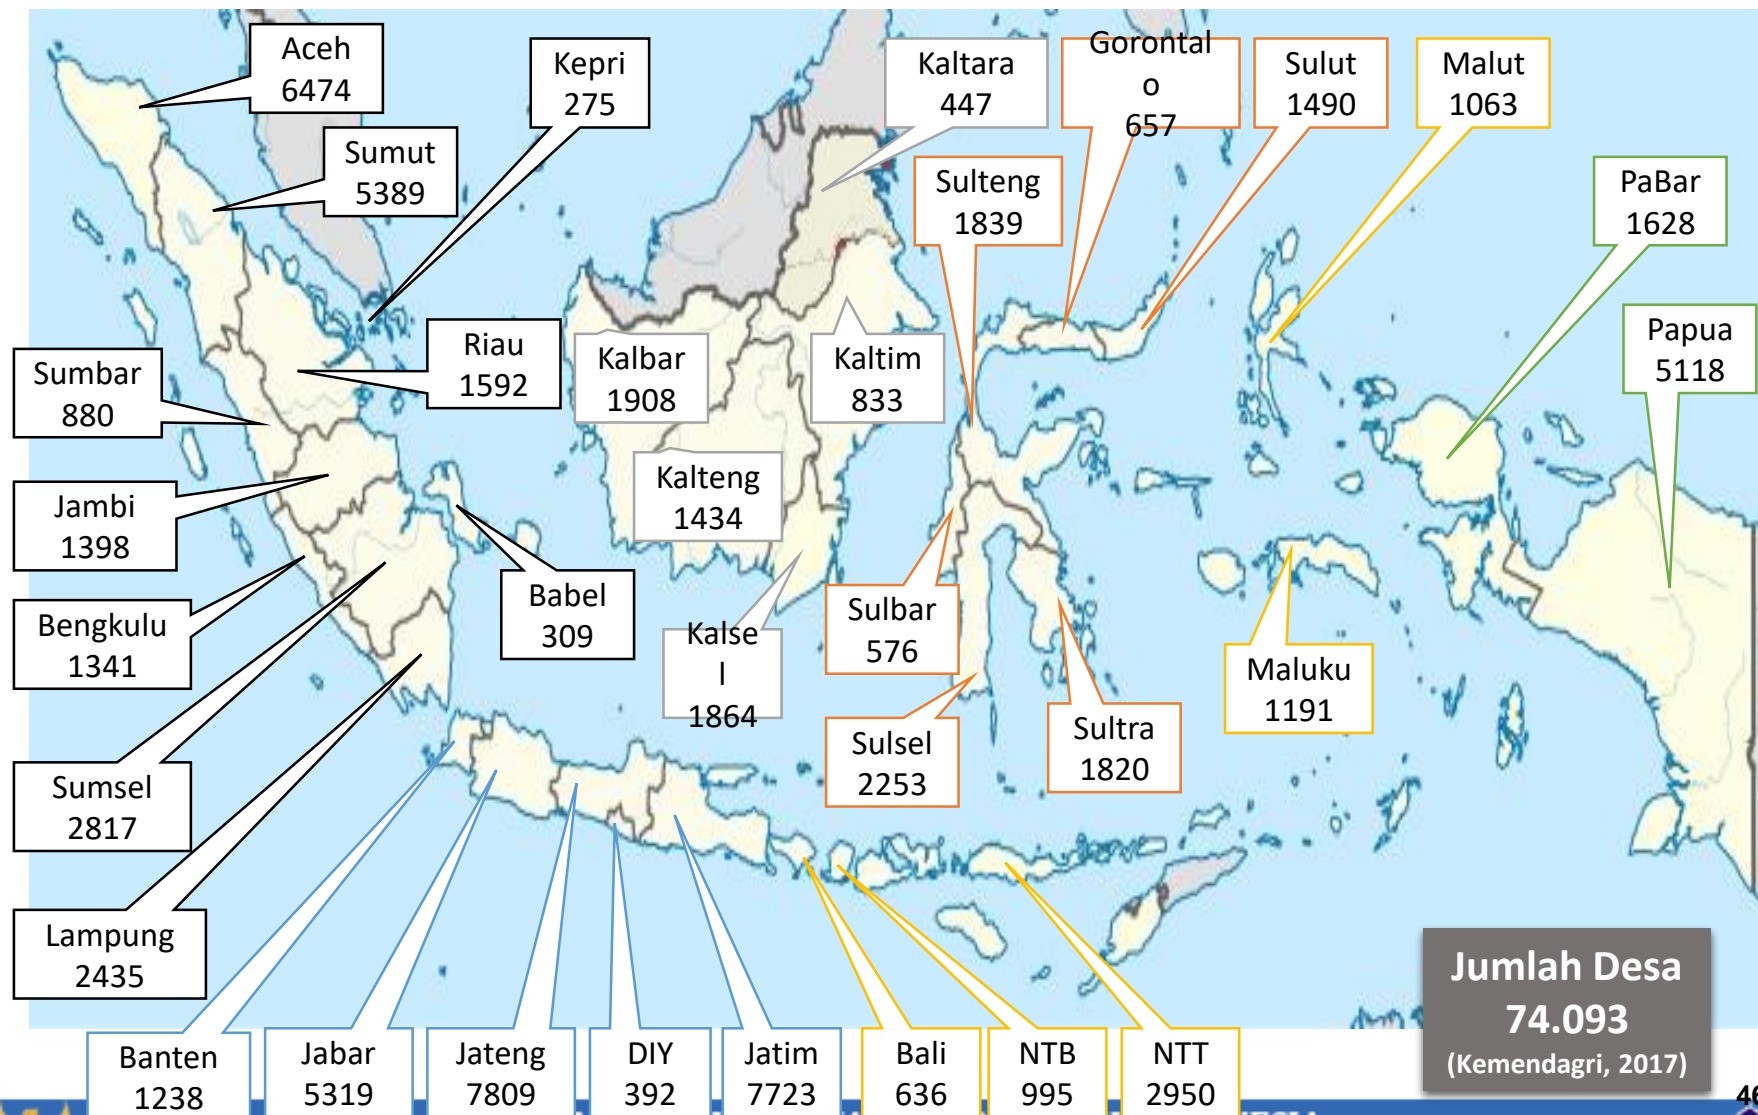 Aceh
6474
Kepri
275
Kaltara
447
Gorontal
o
657
Sulut
1490
Malut
1063
Sumut
5389
Sulteng
1839
PaBar
1628
Riau
1592
Kalbar
1908
Kaltim
833
Papua
5118
Sumbar
880
Kalteng
1434
Jambi
1398
Babel
309
Kalse
l
1864
Sulbar
576
Maluku
1191
Bengkulu
1341
Sulsel
2253
Sultra
1820
Sumsel
2817
Lampung
2435
Jumlah Desa
74.093
(Kemendagri, 2017)
Banten
1238
Jabar
5319
Jateng
7809
DIY
392
Jatim
7723
Bali
636
NTB
995
NTT
2950